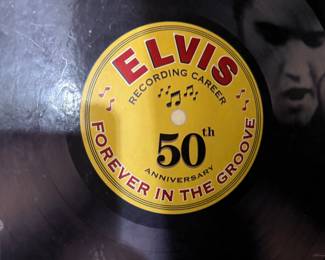 ELVIS
RECORDING CAREER
50th
ANNIVERSARY
FOREVER IN THE GROOVE